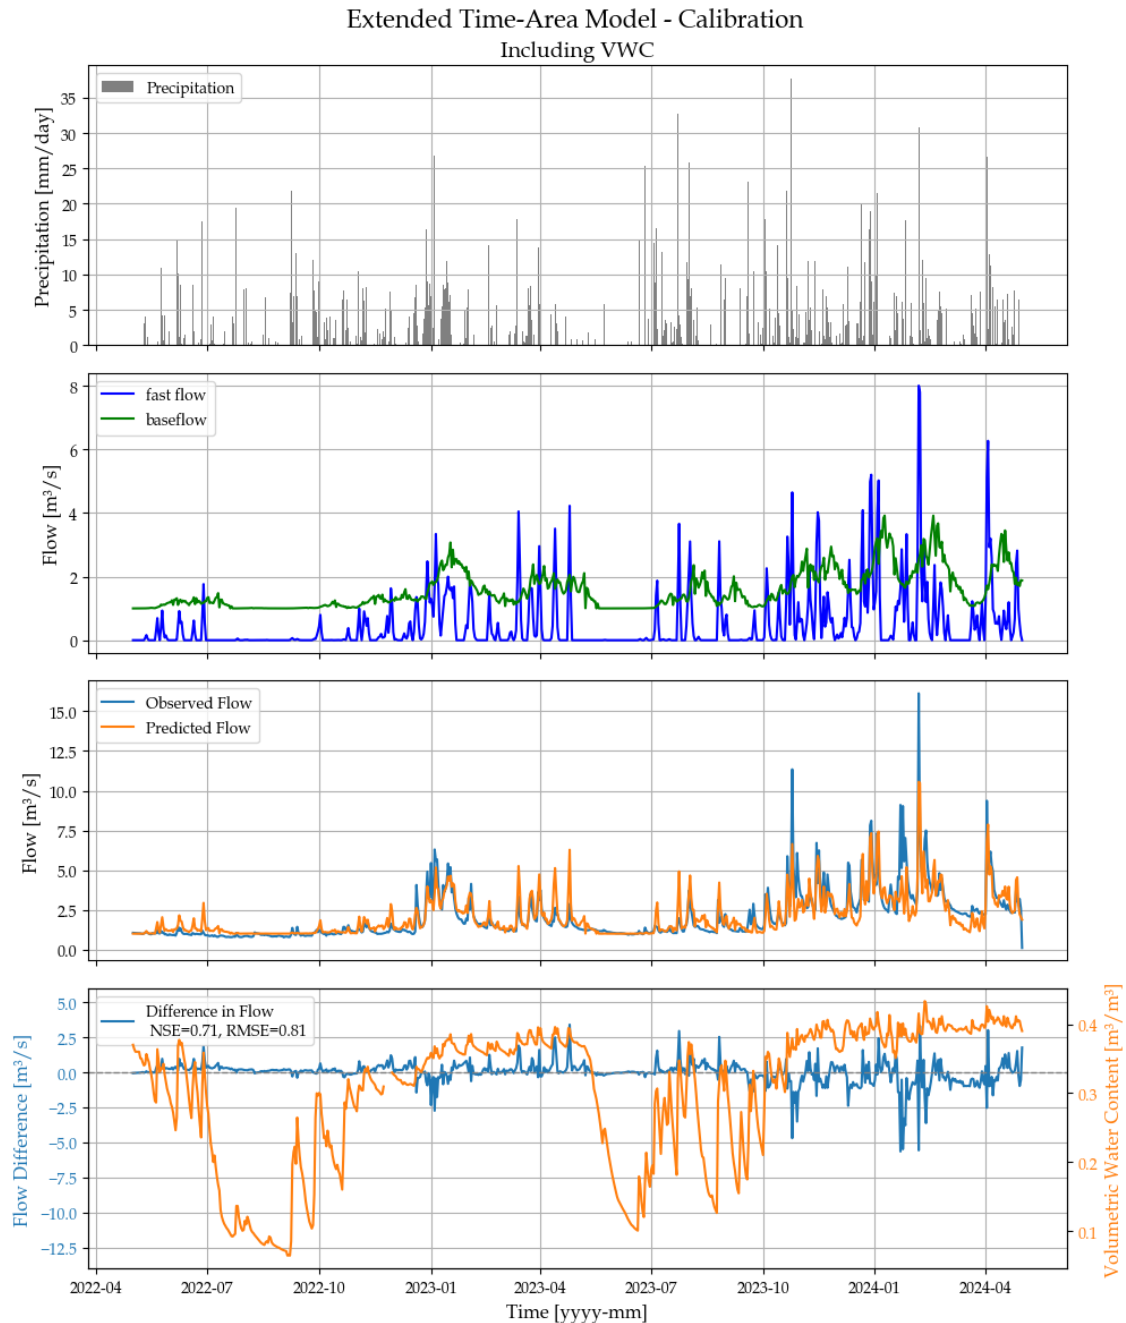 Extended Time-Area Model - Calibration
Including VWC
Precipitation
35
30
25
20
15
10
5
0
Precipitation [mm/day]
fast flow
baseflow
8
6
4
2
0
Flow [m³/s]
Observed Flow
Predicted Flow
15.0
12.5
10.0
7.5
5.0
2.5
0.0
Flow [m³/s]
Difference in Flow
NSE=0.71, RMSE=0.81
5.0
2.5
0.0
−2.5
−5.0
−7.5
−10.0
−12.5
Flow Difference [m³/s]
0.4
0.3
0.2
0.1
Volumetric Water Content [m³/m³]
2022-04 2022-07 2022-10 2023-01 2023-04 2023-07 2023-10 2024-01 2024-04
Time [yyyy-mm]